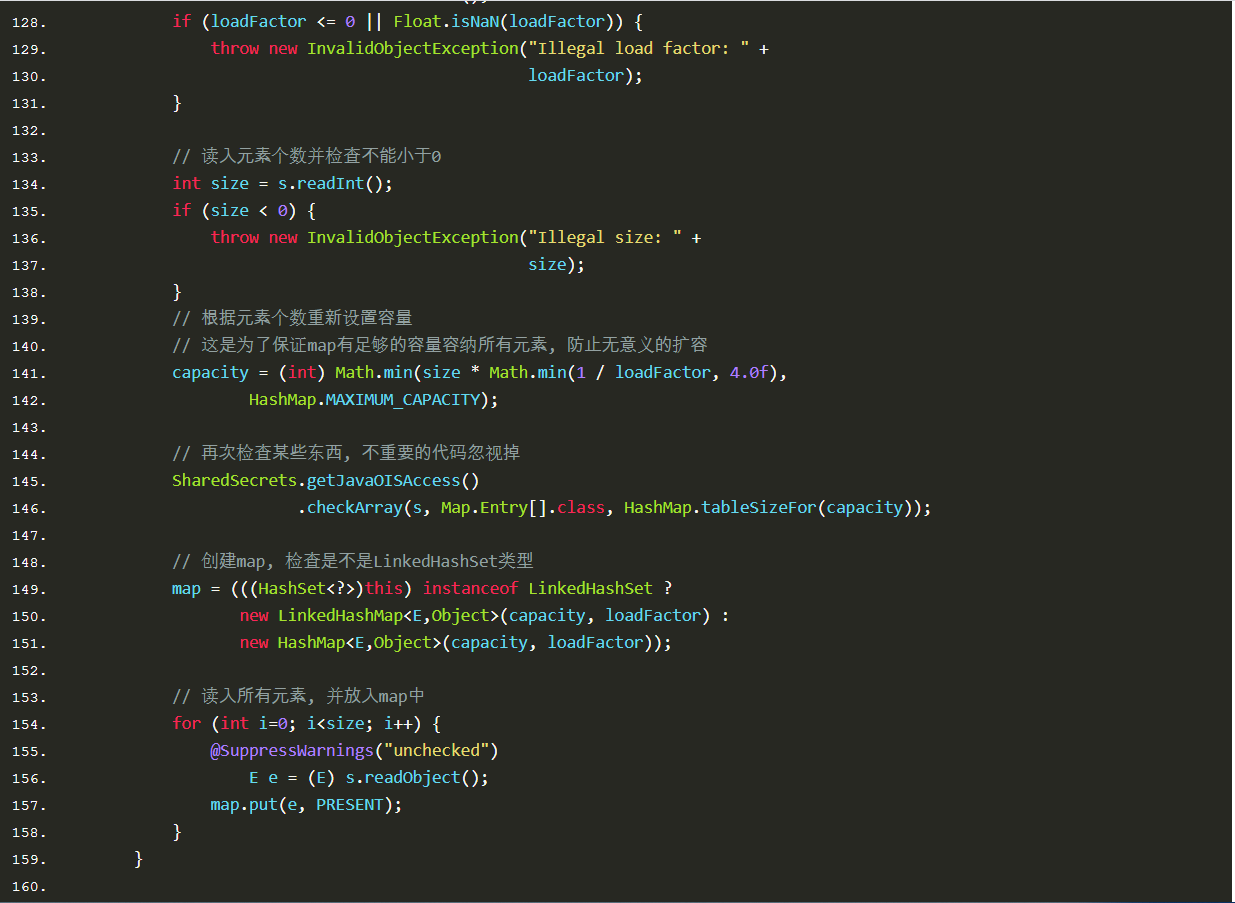 128. if (loadFactor <= 0 || Float.isNaN(loadFactor)) {
129. throw new InvalidObjectException("Illegal load factor: " +
130. loadFactor);
131. }
132.
133. // 读入元素个数并检查不能小于0
134. int size = s.readInt();
135. if (size < 0) {
136. throw new InvalidObjectException("Illegal size: " +
137. size);
138. }
139. // 根据元素个数重新设置容量
140. // 这是为了保证map有足够的容量容纳所有元素, 防止无意义的扩容
141. capacity = (int) Math.min(size * Math.min(1 / loadFactor, 4.0f),
142. HashMap.MAXIMUM_CAPACITY);
143.
144. // 再次检查某些东西, 不重要的代码忽视掉
145. SharedSecrets.getJavaOISAccess()
146. .checkArray(s, Map.Entry[].class, HashMap.tableSizeFor(capacity));
147.
148. // 创建map, 检查是不是LinkedHashSet类型
149. map = (((HashSet<?>)this) instanceof LinkedHashSet ?
150. new LinkedHashMap<E,Object>(capacity, loadFactor) :
151. new HashMap<E,Object>(capacity, loadFactor));
152.
153. // 读入所有元素, 并放入map中
154. for (int i=0; i<size; i++) {
155. @SuppressWarnings("unchecked")
156. E e = (E) s.readObject();
157. map.put(e, PRESENT);
158. }
159. }
160.